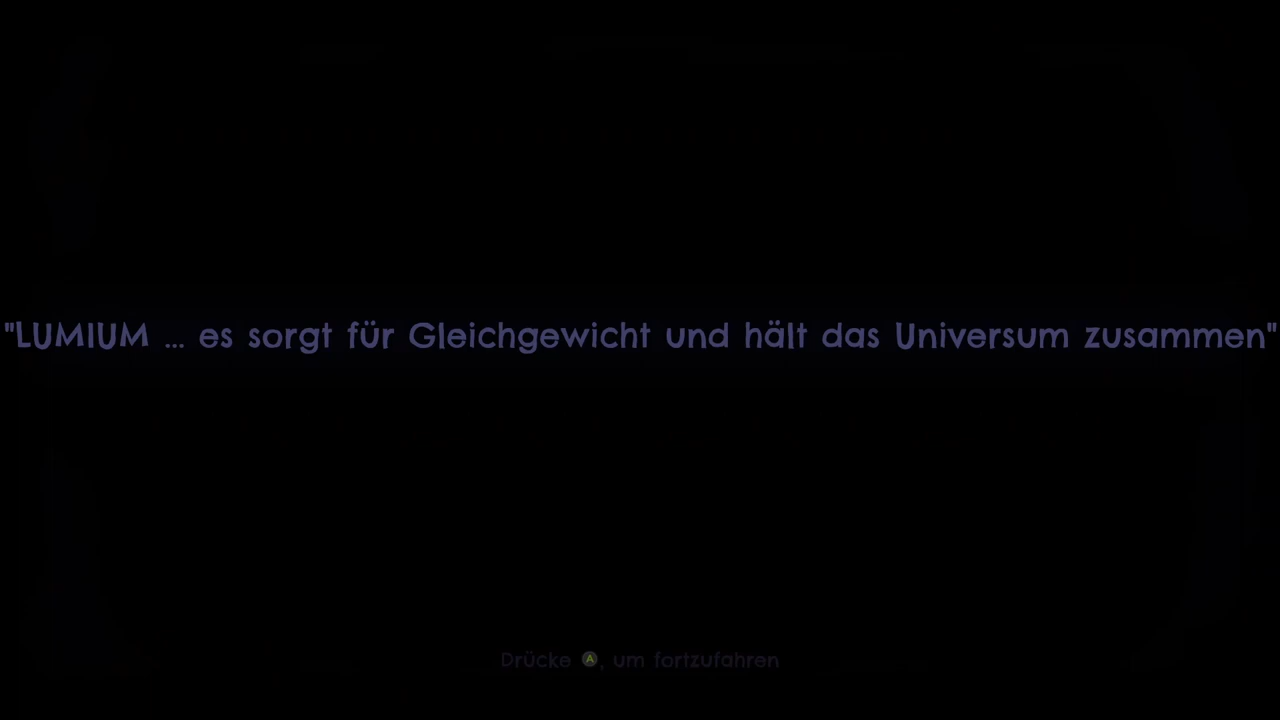 "LUMIUM ... es sorgt für Gleichgewicht und hält das Universum zusammen"
Drücke A, um fortzufahren